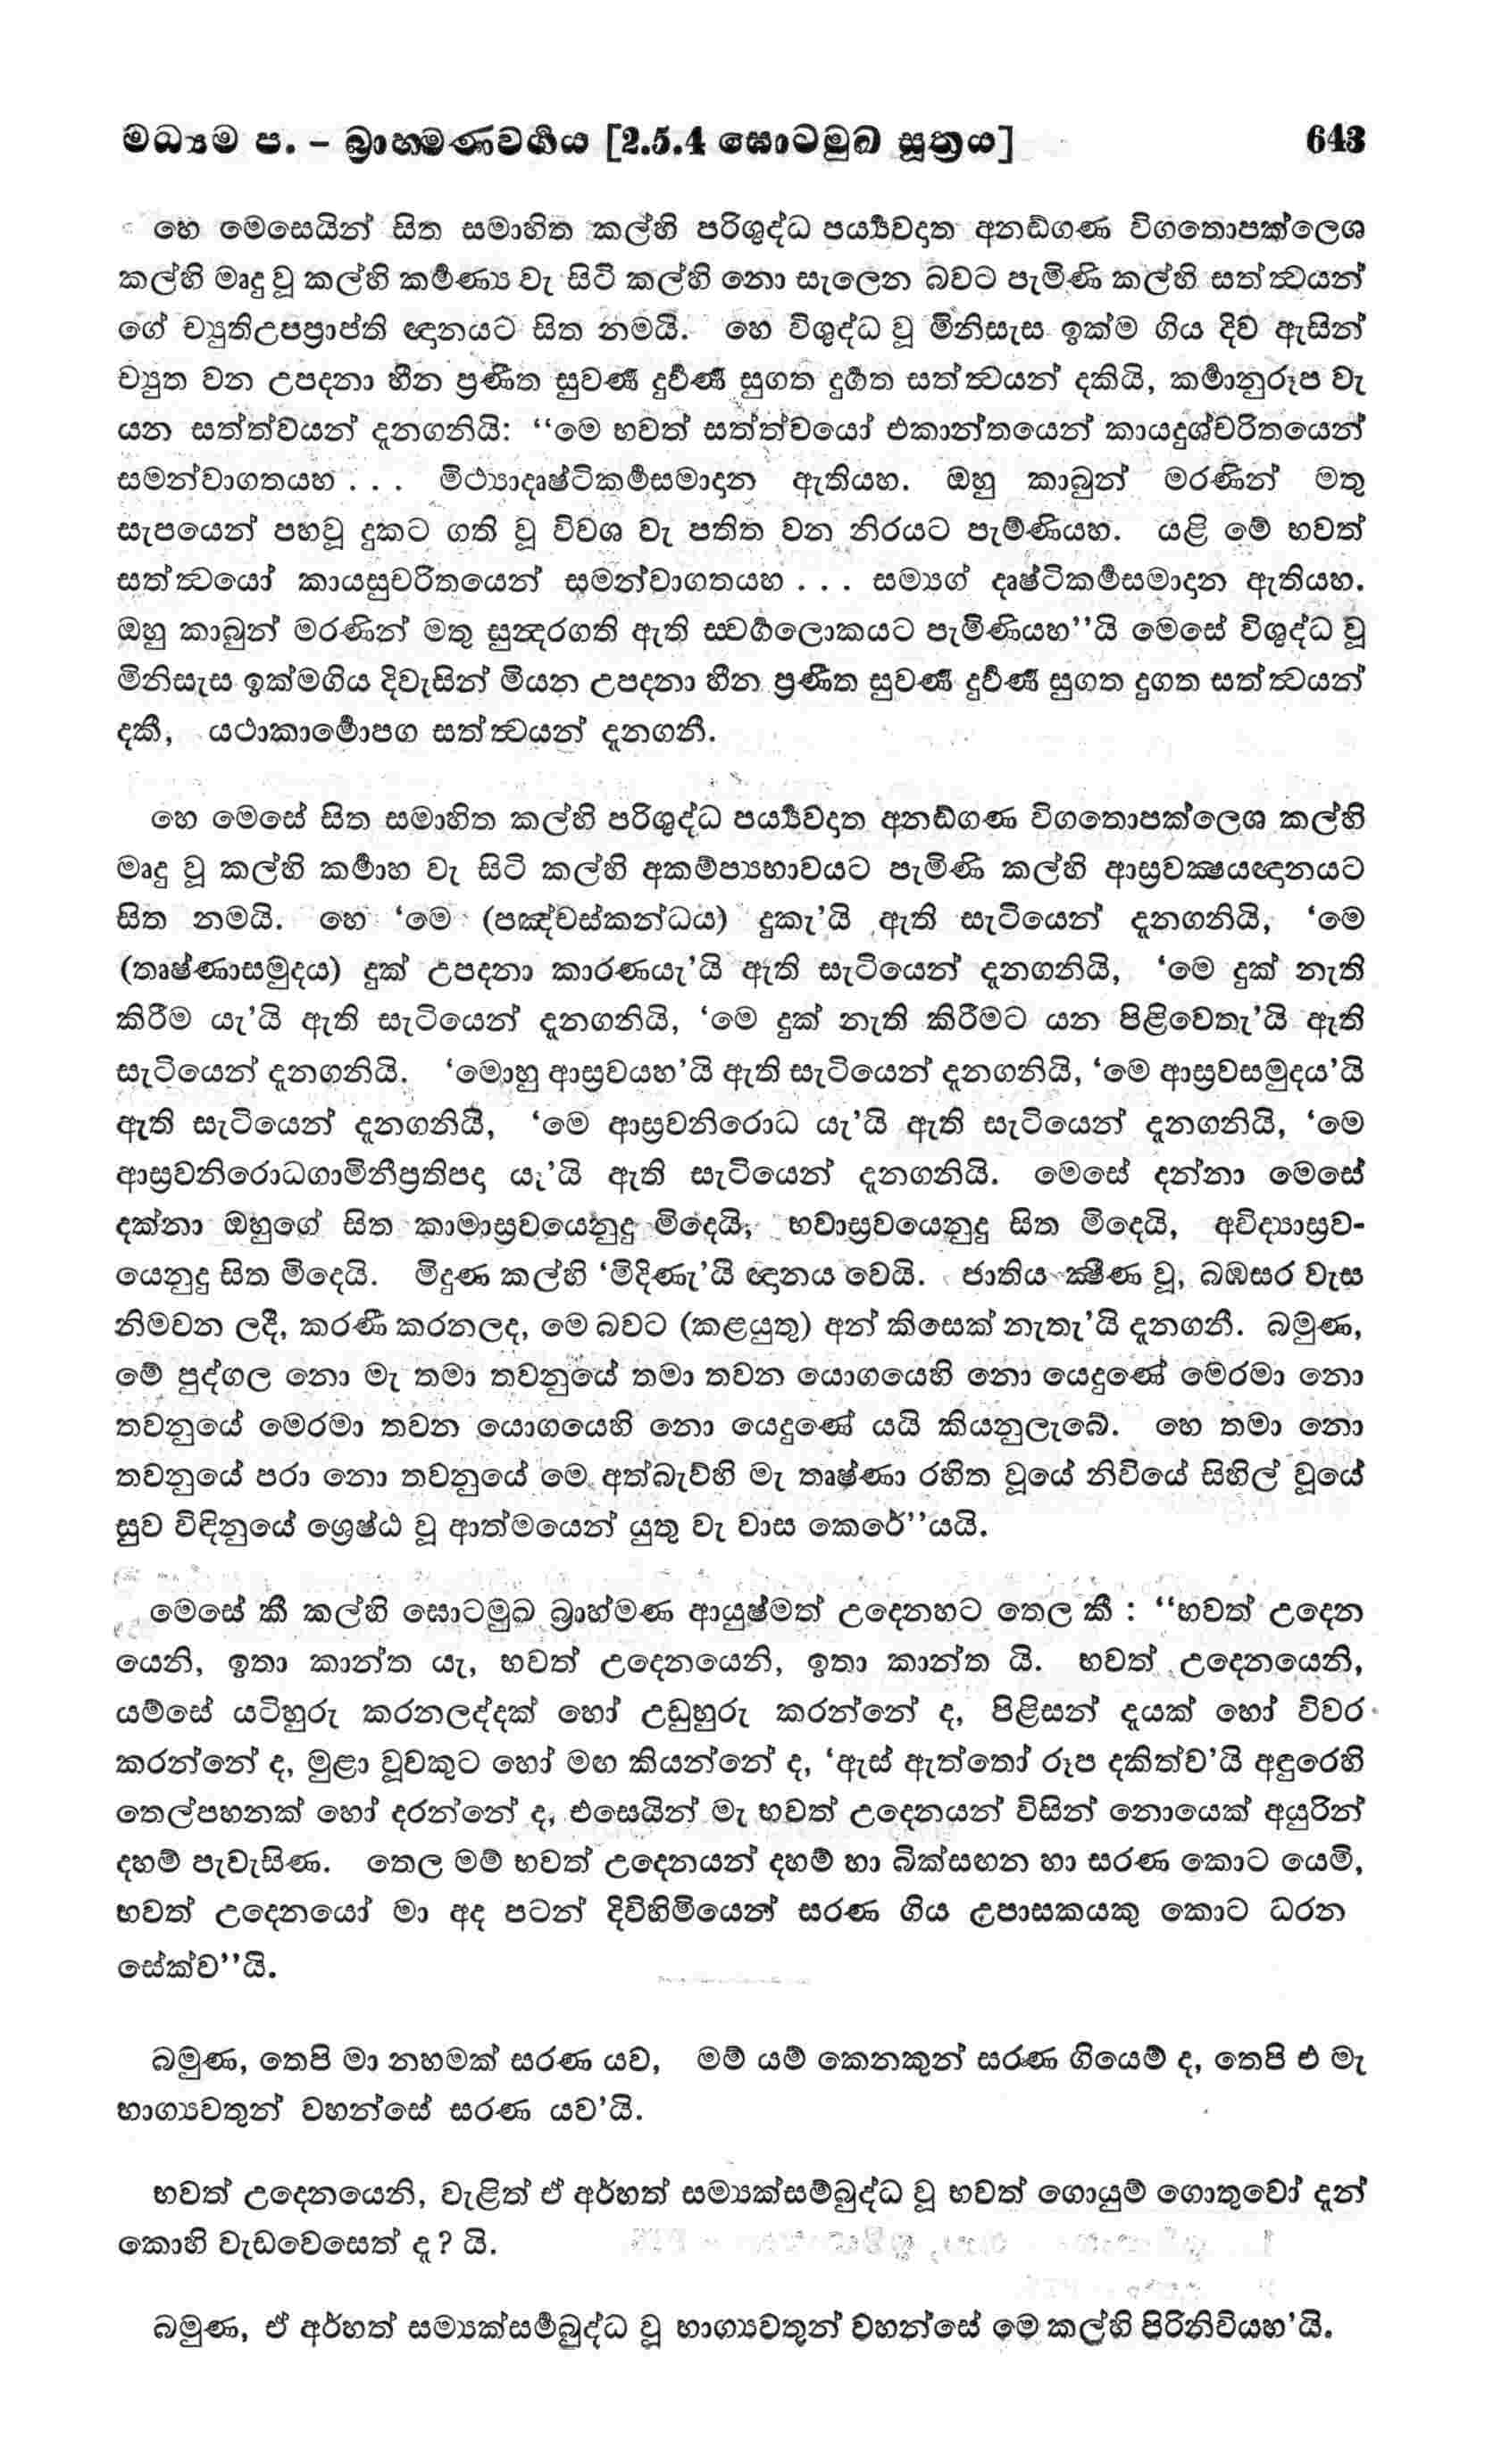 මධ්‍යම ප. – බ්‍රාහ්මණවර්‍ගය [2.5.4 ඝොටමුඛ සූත්‍රය] 643
හෙ මෙසෙයින් සිත සමාහිත කල්හි පරිශුද්ධ පර්‍ය්‍යවදාත අනඞ්ගණ විගතොපක්ලෙශ
කල්හි මෘදු වූ කල්හි කර්‍මණ්‍ය වැ සිටි කල්හි නො සැලෙන බවට පැමිණි කල්හි සත්ත්‍වයන්
ගේ ච්‍යුතිඋපප්‍රාප්ති ඥානයට සිත නමයි. හෙ විශුද්ධ වූ මිනිසැස ඉක්ම ගිය දිව ඇසින්
ච්‍යුත වන උපදනා හීන ප්‍රණීත සුවර්‍ණ දුර්‍වර්‍ණ සුගත දුර්‍ගත සත්ත්‍වයන් දකියි, කර්‍මානුරූප වැ
යන සත්ත්වයන් දැනගනියි: “මෙ භවත් සත්ත්වයෝ එකාන්තයෙන් කායදුශ්චරිතයෙන්
සමන්වාගතයහ . . . මිථ්‍යාදෘෂ්ටිකර්‍මසමාදාන ඇතියහ. ඔහු කාබුන් මරණින් මතු
සැපයෙන් පහවූ දුකට ගති වූ විවශ වැ පතිත වන නිරයට පැමිණියහ. යළි මේ භවත්
සත්ත්‍වයෝ කායසුචරිතයෙන් සමන්වාගතයහ . . . සම්‍යග් දෘෂ්ටිකර්‍මසමාදාන ඇතියහ.
ඔහු කාබුන් මරණින් මතු සුන්‍දරගති ඇති ස්‍වර්‍ගලොකයට පැමිණියහ”යි මෙසේ විශුද්ධ වූ
මිනිසැස ඉක්මගිය දිවැසින් මියන උපදනා හීන ප්‍රණීත සුවර්‍ණ දුර්‍වර්‍ණ සුගත දුගත සත්ත්‍වයන්
දකී, යථාකාර්‍මොපග සත්ත්‍වයන් දැනගනී.
හෙ මෙසේ සිත සමාහිත කල්හි පරිශුද්ධ පර්‍ය්‍යවදාත අනඞ්ගණ විගතොපක්ලෙශ කල්හි
මෘදු වූ කල්හි කර්‍මාහ වැ සිටි කල්හි අකම්ප්‍යභාවයට පැමිණි කල්හි ආස්‍රවක්‍ෂයඥානයට
සිත නමයි. හෙ ‘මෙ (පඤ්චස්කන්ධය) දුකැ’යි ඇති සැටියෙන් දැනගනියි, ‘මෙ
(තෘෂ්ණාසමුදය) දුක් උපදනා කාරණයැ’යි ඇති සැටියෙන් දැනගනියි, ‘මෙ දුක් නැති
කිරීම යැ’යි ඇති සැටියෙන් දැනගනියි, ‘මෙ දුක් නැති කිරීමට යන පිළිවෙතැ’යි ඇති
සැටියෙන් දැනගනියි. ‘මොහු ආස්‍රවයහ’යි ඇති සැටියෙන් දැනගනියි, ‘මෙ ආස්‍රවසමුදය’යි
ඇති සැටියෙන් දැනගනියි, ‘මෙ ආස්‍රවනිරොධ යැ’යි ඇති සැටියෙන් දැනගනියි, ‘මෙ
ආස්‍රවනිරොධගාමිනීප්‍රතිපදා යැ’යි ඇති සැටියෙන් දැනගනියි. මෙසේ දන්නා මෙසේ
දක්නා ඔහුගේ සිත කාමාස්‍රවයෙනුදු මිදෙයි, භවාස්‍රවයෙනුදු සිත මිදෙයි, අවිද්‍යාස්‍රව-
යෙනුදු සිත මිදෙයි. මිදුණ කල්හි ‘මිදිණැ’යි ඥානය වෙයි. ජාතිය ක්‍ෂීණ වූ, බඹසර වැස
නිමවන ලදී, කරණී කරනලද, මෙ බවට (කළයුතු) අන් කිසෙක් නැතැ’යි දැනගනී. බමුණ,
මේ පුද්ගල නො මැ තමා තවනුයේ තමා තවන යොගයෙහි නො යෙදුණේ මෙරමා නො
තවනුයේ මෙරමා තවන යොගයෙහි නො යෙදුණේ යයි කියනුලැබේ. හෙ තමා නො
තවනුයේ පරා නො තවනුයේ මෙ අත්බැව්හි මැ තෘෂ්ණා රහිත වූයේ නිවියේ සිහිල් වූයේ
සුව විඳිනුයේ ශ්‍රෙෂ්ඨ වූ ආත්මයෙන් යුතු වැ වාස කෙරේ”යයි.
මෙසේ කී කල්හි ඝොටමුඛ බ්‍රාහ්මණ ආයුෂ්මත් උදෙනහට තෙල කී : “භවත් උදෙන
යෙනි, ඉතා කාන්ත යැ, භවත් උදෙනයෙනි, ඉතා කාන්ත යි. භවත් උදෙනයෙනි,
යම්සේ යටිහුරු කරනලද්දක් හෝ උඩුහුරු කරන්නේ ද, පිළිසන් දැයක් හෝ විවර
කරන්නේ ද, මුළා වූවකුට හෝ මඟ කියන්නේ ද, ‘ඇස් ඇත්තෝ රූප දකිත්ව’යි අඳුරෙහි
තෙල්පහනක් හෝ දරන්නේ ද, එසෙයින් මැ භවත් උදෙනයන් විසින් නොයෙක් අයුරින්
දහම් පැවැසිණ. තෙල මම් භවත් උදෙනයන් දහම් හා බික්සඟන හා සරණ කොට යෙමි,
භවත් උදෙනයෝ මා අද පටන් දිවිහිමියෙන් සරණ ගිය උපාසකයකු කොට ධරන
සේක්ව”යි.
බමුණ, තෙපි මා නහමක් සරණ යව, මම් යම් කෙනකුන් සරණ ගියෙම් ද, තෙපි එ මැ
භාග්‍යවතුන් වහන්සේ සරණ යව’යි.
භවත් උදෙනයෙනි, වැළිත් ඒ අර්හත් සම්‍යක්සම්බුද්ධ වූ භවත් ගොයුම් ගොතුවෝ දැන්
කොහි වැඩවෙසෙත් දැ? යි.
බමුණ, ඒ අර්හත් සම්‍යක්සම්බුද්ධ වූ භාග්‍යවතුන් වහන්සේ මෙ කල්හි පිරිනිවියහ’යි.